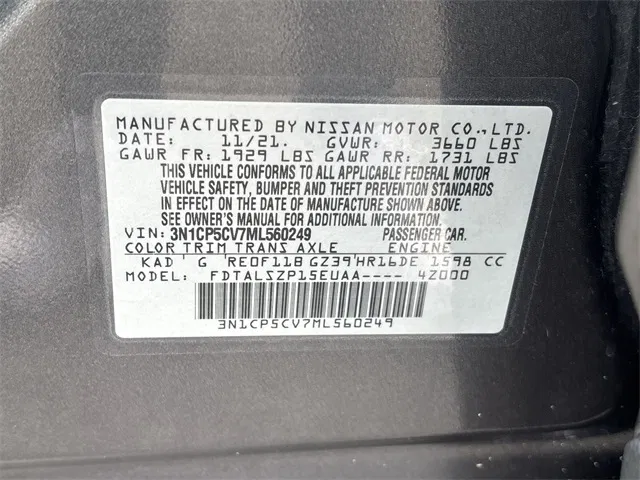 MANUFACTURED BY NISSAN MOTOR CO.,LTD.
DATE: 11/21. GVWR: 3660 LBS
GAWR FR: 1929 LBS GAWR RR: 1731 LBS
THIS VEHICLE CONFORMS TO ALL APPLICABLE FEDERAL MOTOR
VEHICLE SAFETY, BUMPER AND THEFT PREVENTION STANDARDS
IN EFFECT ON THE DATE OF MANUFACTURE SHOWN ABOVE.
SEE OWNER'S MANUAL FOR ADDITIONAL INFORMATION
VIN: 3N1CP5CV7ML560249 PASSENGER CAR.
COLOR TRIM TRANS AXLE ENGINE
KAD G RE0F11B GZ39 HR16DE 1598 CC
MODEL: FDTALSZP15EUAA---- 4Z000
3N1CP5CV7ML560249